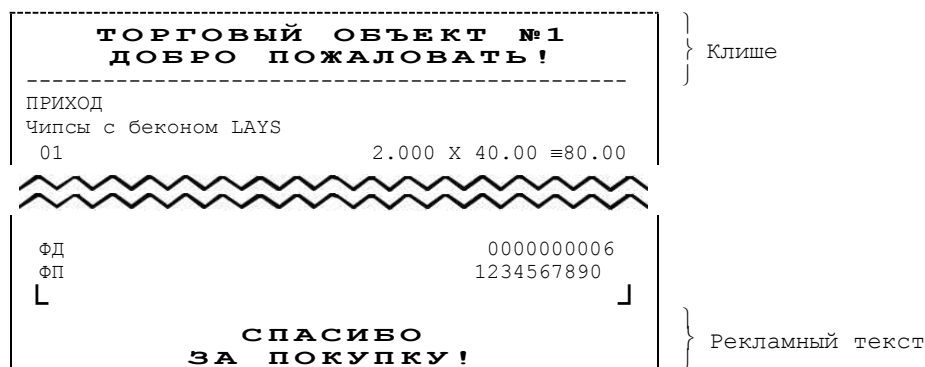 ТОРГОВЫЙ ОБЪЕКТ №1
ДОБРО ПОЖАЛОВАТЬ!
Клише
ПРИХОД
Чипсы с беконом LAYS
01 2.000 X 40.00 ≡80.00
ФД 0000000006
ФП 1234567890
СПАСИБО
ЗА ПОКУПКУ!
Рекламный текст